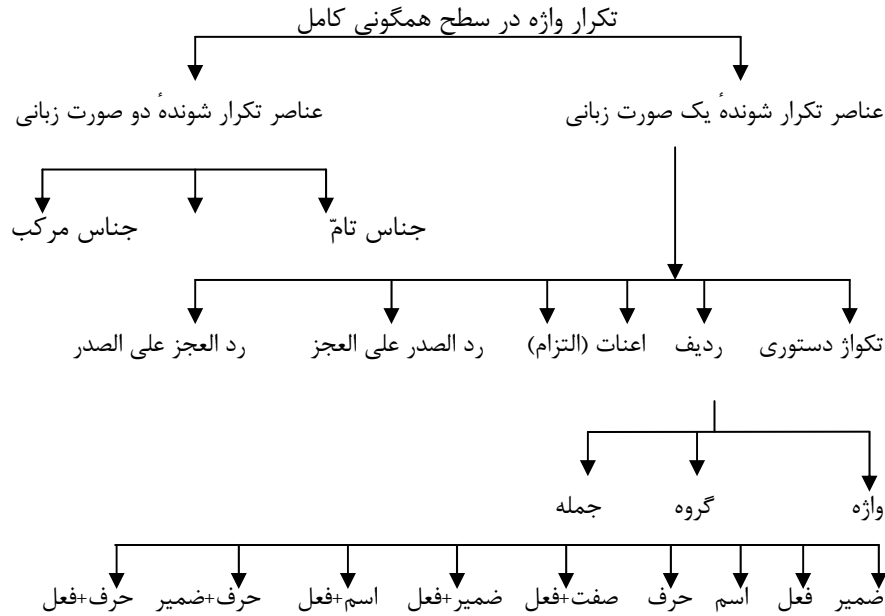 تکرار واژه در سطح همگونی کامل
عناصر تکرار شوندهٔ یک صورت زبانی عناصر تکرار شوندهٔ دو صورت زبانی
جناس تامّ جناس مرکب
تکواژ دستوری ردیف اعنات (التزام) رد الصدر علی العجز رد العجز علی الصدر
واژه گروه جمله
ضمیر فعل اسم حرف صفت+فعل ضمیر+فعل اسم+فعل حرف+ضمیر حرف+فعل